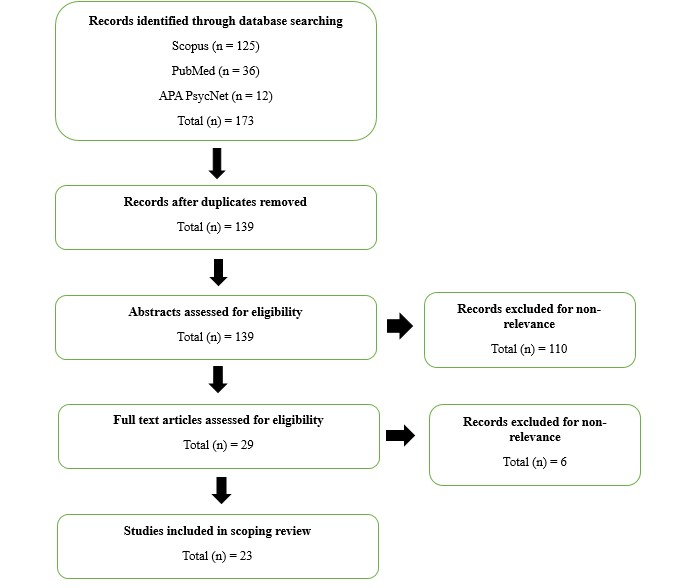 Records identified through database searching
Scopus (n = 125)
PubMed (n = 36)
APA PsycNet (n = 12)
Total (n) = 173
Records after duplicates removed
Total (n) = 139
Abstracts assessed for eligibility
Total (n) = 139
Records excluded for non-
relevance
Total (n) = 110
Full text articles assessed for eligibility
Total (n) = 29
Records excluded for non-
relevance
Total (n) = 6
Studies included in scoping review
Total (n) = 23